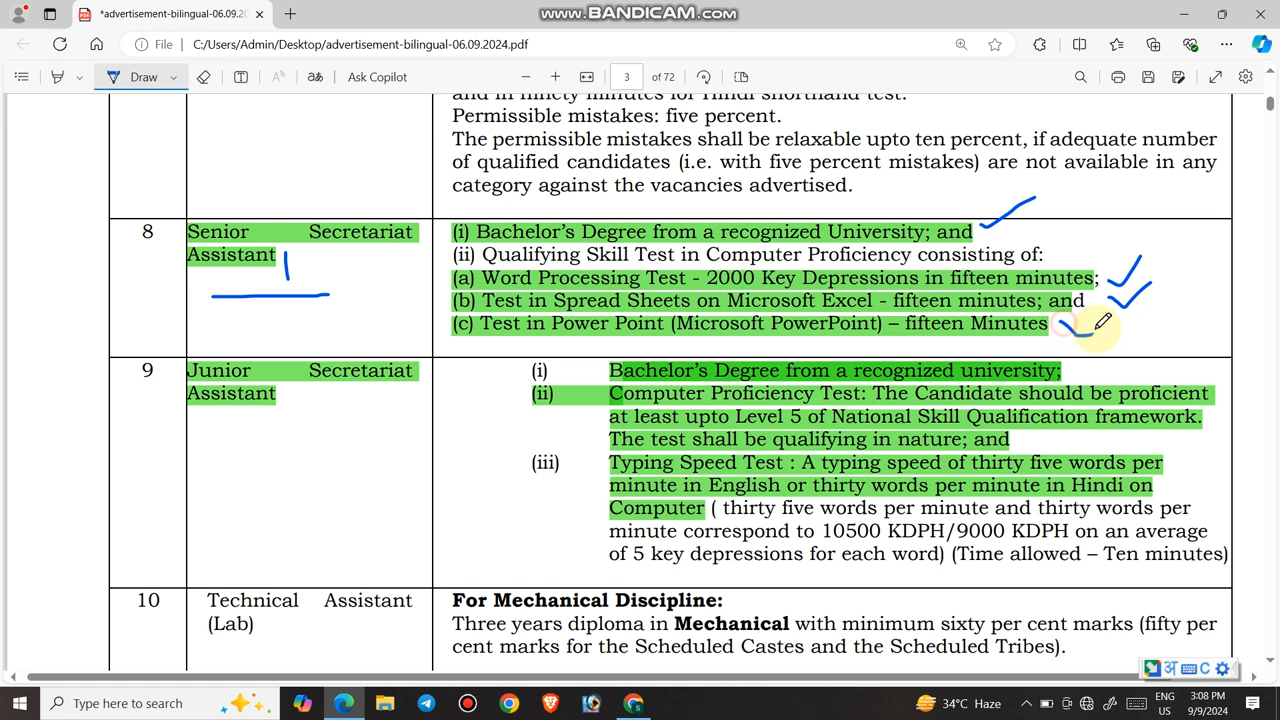 *advertisement-bilingual-06.09.2024
WWW.BANDICAM.COM
File
C:/Users/Admin/Desktop/advertisement-bilingual-06.09.2024.pdf
Draw
Ask Copilot
3 of 72
and in ninety minutes for Hindi shorthand test.
Permissible mistakes: five percent.
The permissible mistakes shall be relaxable upto ten percent, if adequate number
of qualified candidates (i.e. with five percent mistakes) are not available in any
category against the vacancies advertised.
8
Senior Secretariat
Assistant
(i) Bachelor’s Degree from a recognized University; and
(ii) Qualifying Skill Test in Computer Proficiency consisting of:
(a) Word Processing Test - 2000 Key Depressions in fifteen minutes;
(b) Test in Spread Sheets on Microsoft Excel - fifteen minutes; and
(c) Test in Power Point (Microsoft PowerPoint) – fifteen Minutes
9
Junior Secretariat
Assistant
(i) Bachelor’s Degree from a recognized university;
(ii) Computer Proficiency Test: The Candidate should be proficient
at least upto Level 5 of National Skill Qualification framework.
The test shall be qualifying in nature; and
(iii) Typing Speed Test : A typing speed of thirty five words per
minute in English or thirty words per minute in Hindi on
Computer ( thirty five words per minute and thirty words per
minute correspond to 10500 KDPH/9000 KDPH on an average
of 5 key depressions for each word) (Time allowed – Ten minutes)
10
Technical Assistant
(Lab)
For Mechanical Discipline:
Three years diploma in Mechanical with minimum sixty per cent marks (fifty per
cent marks for the Scheduled Castes and the Scheduled Tribes).
Type here to search
34°C Haze
ENG
US
3:08 PM
9/9/2024